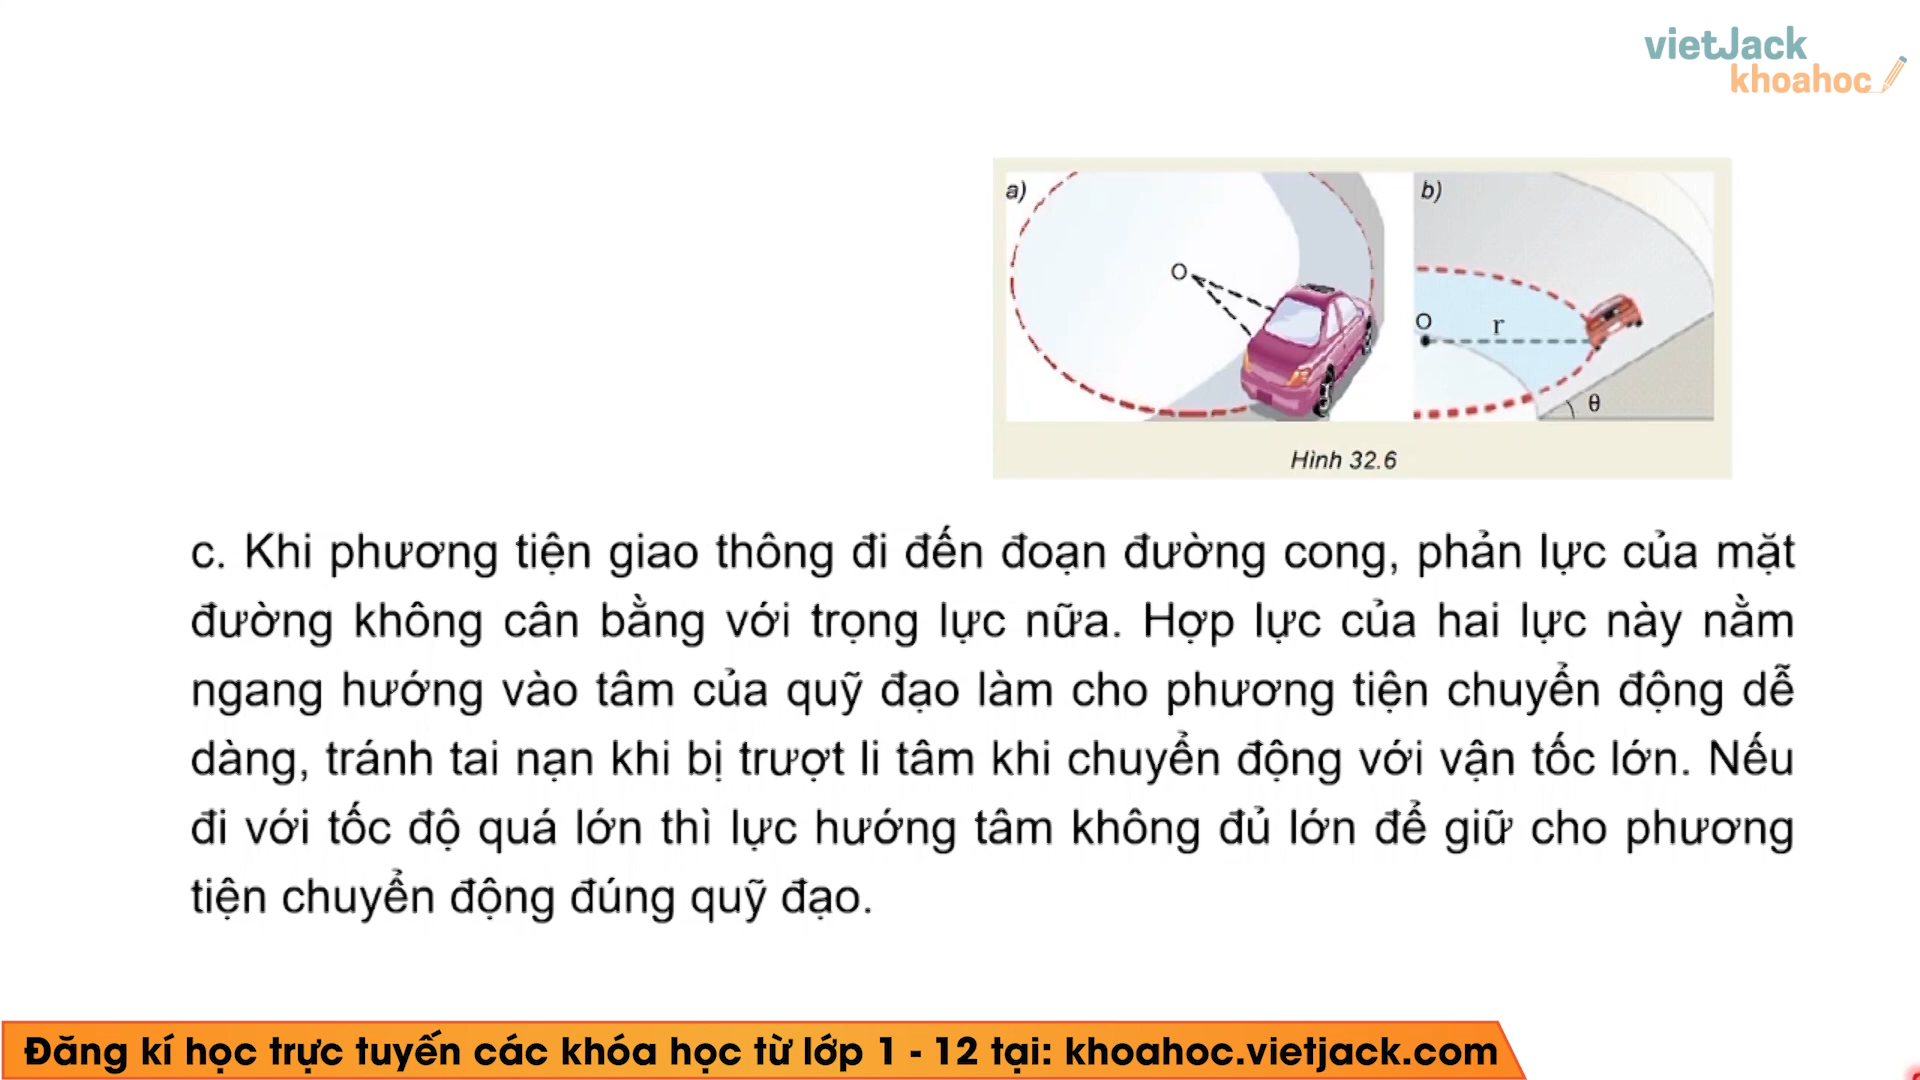 vietJack
khoahoc
a)
b)
O
O
r
θ
Hình 32.6
c. Khi phương tiện giao thông đi đến đoạn đường cong, phản lực của mặt
đường không cân bằng với trọng lực nữa. Hợp lực của hai lực này nằm
ngang hướng vào tâm của quỹ đạo làm cho phương tiện chuyển động dễ
dàng, tránh tai nạn khi bị trượt li tâm khi chuyển động với vận tốc lớn. Nếu
đi với tốc độ quá lớn thì lực hướng tâm không đủ lớn để giữ cho phương
tiện chuyển động đúng quỹ đạo.
Đăng kí học trực tuyến các khóa học từ lớp 1 - 12 tại: khoahoc.vietjack.com